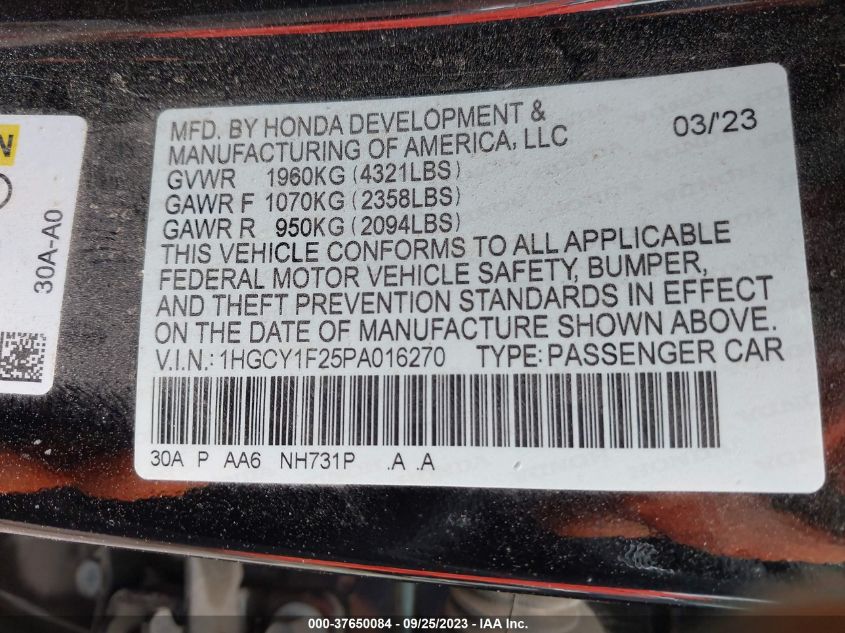 N
30A-A0
MFD. BY HONDA DEVELOPMENT &
MANUFACTURING OF AMERICA, LLC
03/'23
GVWR 1960KG (4321LBS)
GAWR F 1070KG (2358LBS)
GAWR R 950KG (2094LBS)
THIS VEHICLE CONFORMS TO ALL APPLICABLE
FEDERAL MOTOR VEHICLE SAFETY, BUMPER,
AND THEFT PREVENTION STANDARDS IN EFFECT
ON THE DATE OF MANUFACTURE SHOWN ABOVE.
V.I.N.: 1HGCY1F25PA016270 TYPE: PASSENGER CAR
30A P AA6 NH731P .A .A
000-37650084 - 09/25/2023 - IAA Inc.